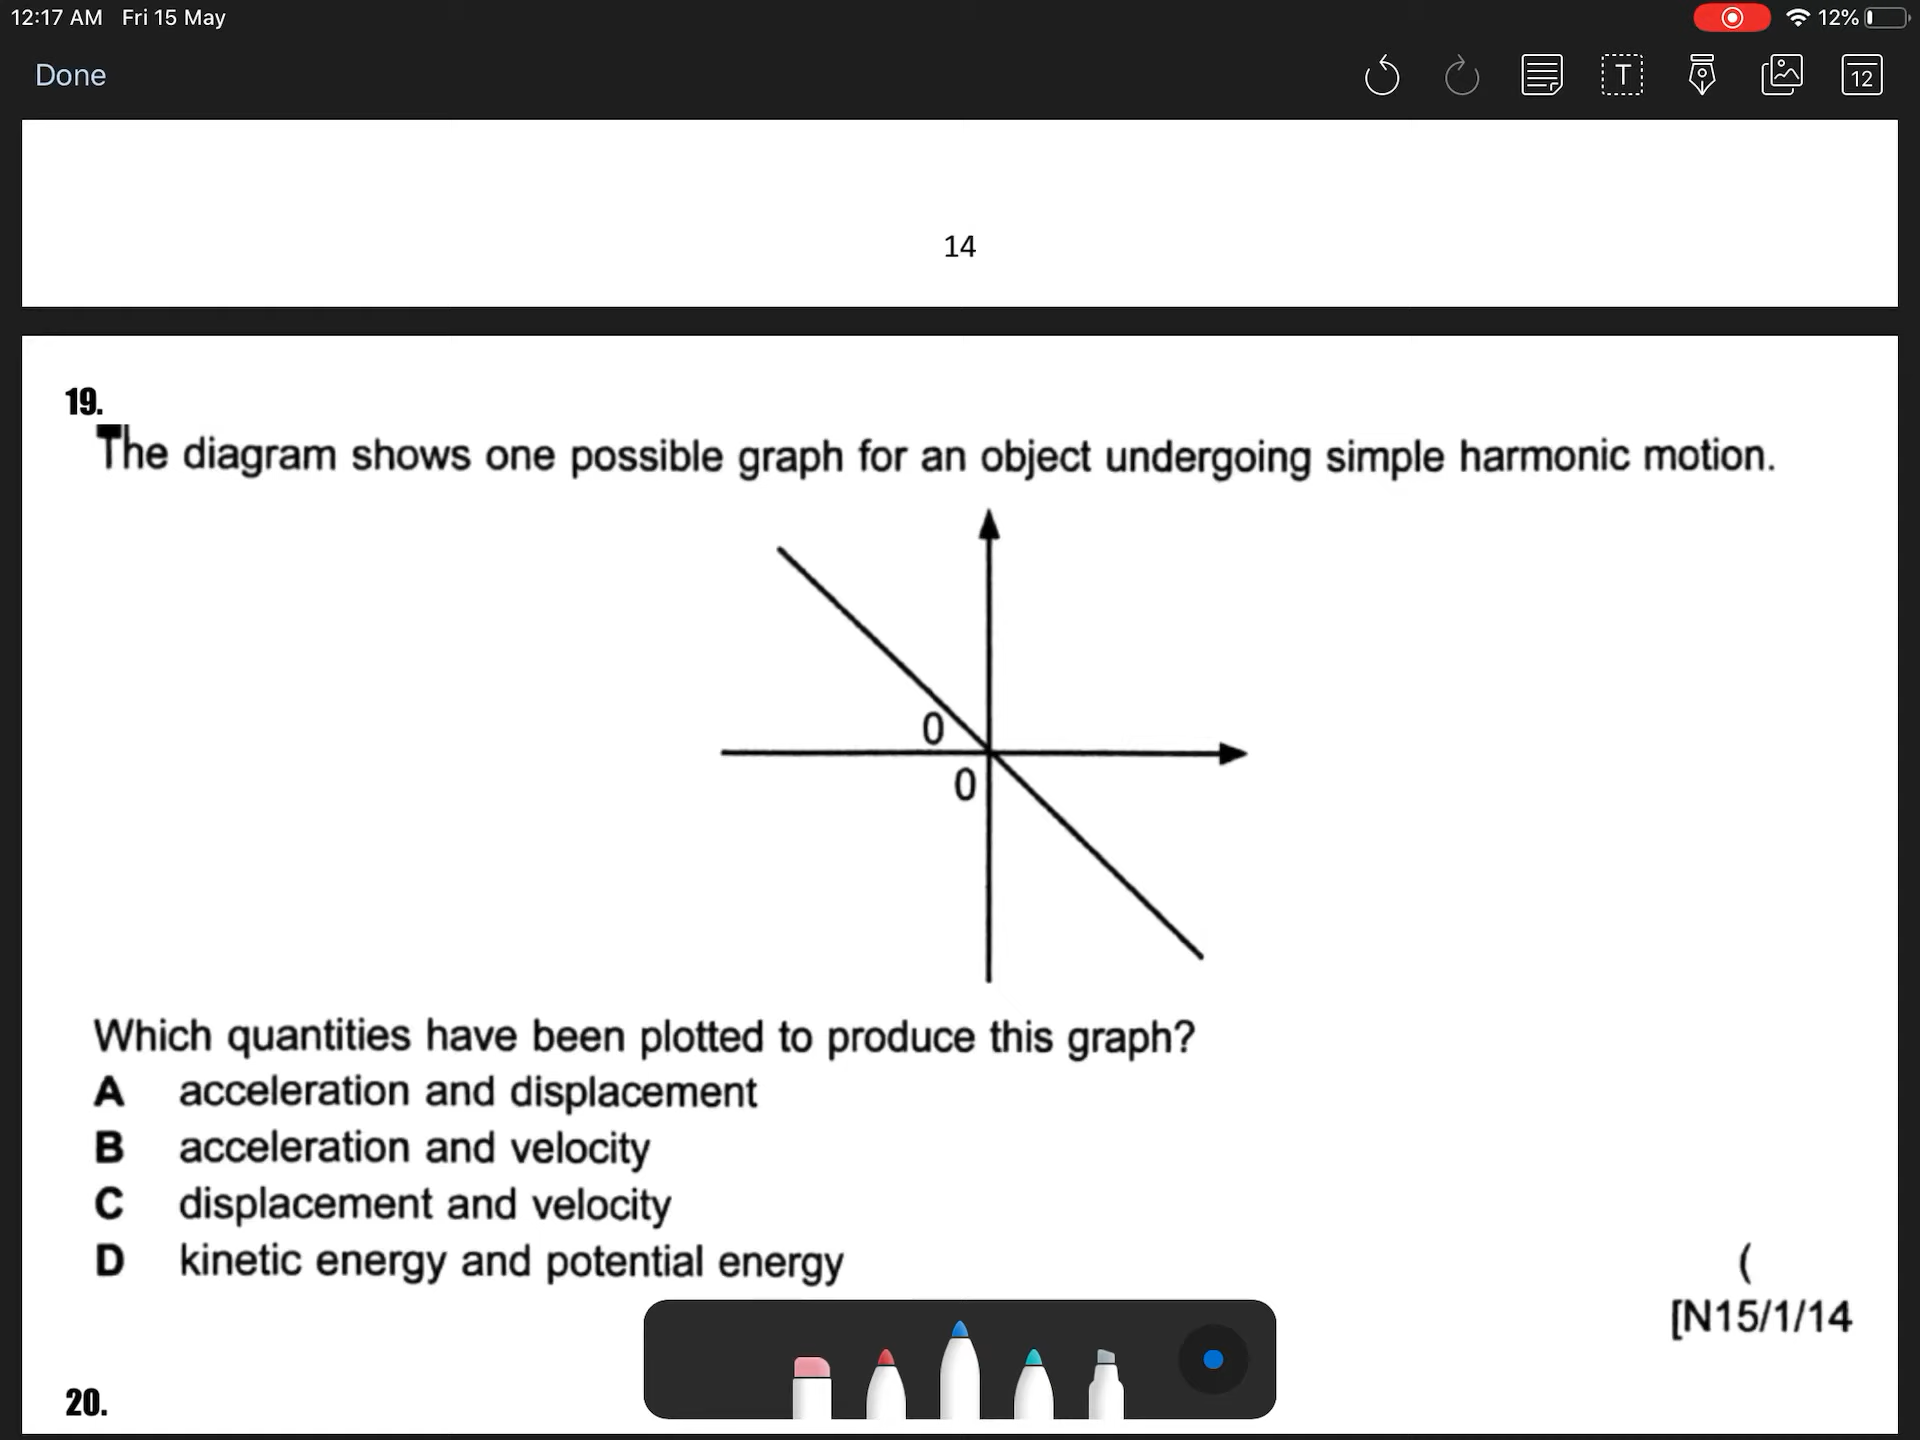 12:17 AM Fri 15 May
12%
Done
T
12
14
19.
The diagram shows one possible graph for an object undergoing simple harmonic motion.
0
0
Which quantities have been plotted to produce this graph?
A acceleration and displacement
B acceleration and velocity
C displacement and velocity
D kinetic energy and potential energy
(
[N15/1/14
20.